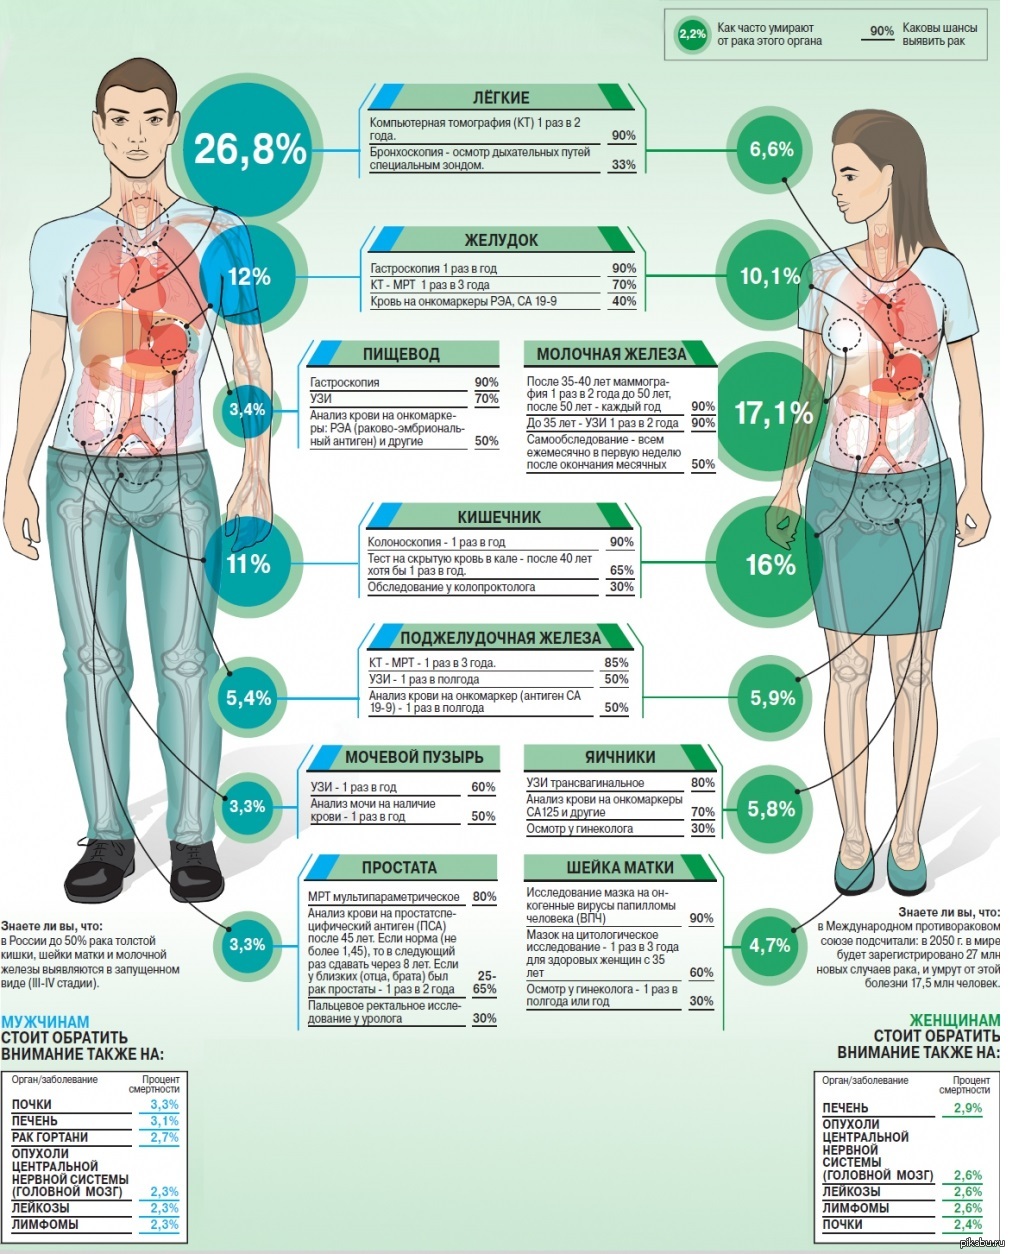 2,2%
Как часто умирают
от рака этого органа
90%
Каковы шансы
выявить рак
26,8%
ЛЁГКИЕ
Компьютерная томография (КТ) 1 раз в 2
года.
90%
Бронхоскопия - осмотр дыхательных путей
специальным зондом.
33%
6,6%
12%
ЖЕЛУДОК
Гастроскопия 1 раз в год
90%
КТ - МРТ 1 раз в 3 года
70%
Кровь на онкомаркеры РЭА, СА 19-9
40%
10,1%
3,4%
ПИЩЕВОД
Гастроскопия
90%
УЗИ
70%
Анализ крови на онкомарке-
ры: РЭА (раково-эмбриональ-
ный антиген) и другие
50%
МОЛОЧНАЯ ЖЕЛЕЗА
После 35-40 лет маммогра-
фия 1 раз в 2 года до 50 лет,
после 50 лет - каждый год
90%
До 35 лет - УЗИ 1 раз в 2 года
90%
Самообследование - всем
ежемесячно в первую неделю
после окончания месячных
50%
17,1%
11%
КИШЕЧНИК
Колоноскопия - 1 раз в год
90%
Тест на скрытую кровь в кале - после 40 лет
хотя бы 1 раз в год.
65%
Обследование у колопроктолога
30%
16%
5,4%
ПОДЖЕЛУДОЧНАЯ ЖЕЛЕЗА
КТ - МРТ - 1 раз в 3 года.
85%
УЗИ - 1 раз в полгода
50%
Анализ крови на онкомаркер (антиген СА
19-9) - 1 раз в полгода
50%
5,9%
3,3%
МОЧЕВОЙ ПУЗЫРЬ
УЗИ - 1 раз в год
60%
Анализ мочи на наличие
крови - 1 раз в год
50%
ЯИЧНИКИ
УЗИ трансвагинальное
80%
Анализ крови на онкомаркеры
СА125 и другие
70%
Осмотр у гинеколога
30%
5,8%
3,3%
ПРОСТАТА
МРТ мультипараметрическое
80%
Анализ крови на простатспе-
цифический антиген (ПСА)
после 45 лет. Если норма (не
более 1,45), то в следующий
раз сдавать через 8 лет. Если
у близких (отца, брата) был
рак простаты - 1 раз в 2 года
25-
65%
Пальцевое ректальное иссле-
дование у уролога
30%
ШЕЙКА МАТКИ
Исследование мазка на он-
когенные вирусы папилломы
человека (ВПЧ)
90%
Мазок на цитологическое
исследование - 1 раз в 3 года
для здоровых женщин с 35
лет
60%
Осмотр у гинеколога - 1 раз в
полгода или год
30%
4,7%
Знаете ли вы, что:
в России до 50% рака толстой
кишки, шейки матки и молочной
железы выявляются в запущенном
виде (III-IV стадии).
Знаете ли вы, что:
в Международном противораковом
союзе подсчитали: в 2050 г. в мире
будет зарегистрировано 27 млн
новых случаев рака, и умрут от этой
болезни 17,5 млн человек.
МУЖЧИНАМ
СТОИТ ОБРАТИТЬ
ВНИМАНИЕ ТАКЖЕ НА:
Орган/заболевание
Процент
смертности
ПОЧКИ
3,3%
ПЕЧЕНЬ
3,1%
РАК ГОРТАНИ
2,7%
ОПУХОЛИ
ЦЕНТРАЛЬНОЙ
НЕРВНОЙ СИСТЕМЫ
(ГОЛОВНОЙ МОЗГ)
2,3%
ЛЕЙКОЗЫ
2,3%
ЛИМФОМЫ
2,3%
ЖЕНЩИНАМ
СТОИТ ОБРАТИТЬ
ВНИМАНИЕ ТАКЖЕ НА:
Орган/заболевание
Процент
смертности
ПЕЧЕНЬ
2,9%
ОПУХОЛИ
ЦЕНТРАЛЬНОЙ
НЕРВНОЙ
СИСТЕМЫ
(ГОЛОВНОЙ МОЗГ)
2,6%
ЛЕЙКОЗЫ
2,6%
ЛИМФОМЫ
2,6%
ПОЧКИ
2,4%
pikabu.ru